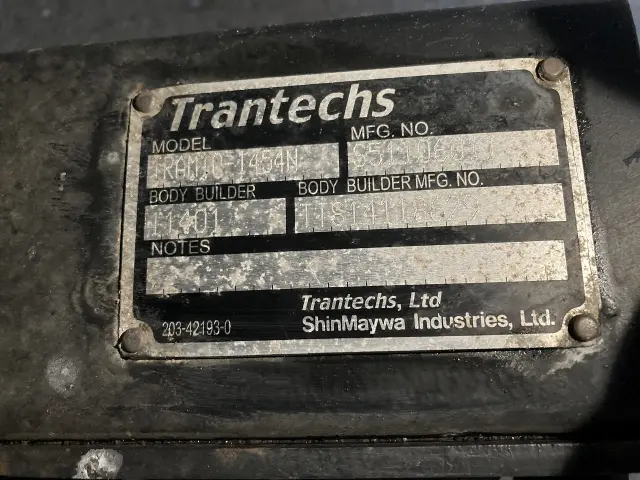 Trantechs
MODEL
MFG. NO.
BODY BUILDER
BODY BUILDER MFG. NO.
11401
NOTES
Trantechs, Ltd
203-42193-0
ShinMaywa Industries, Ltd.